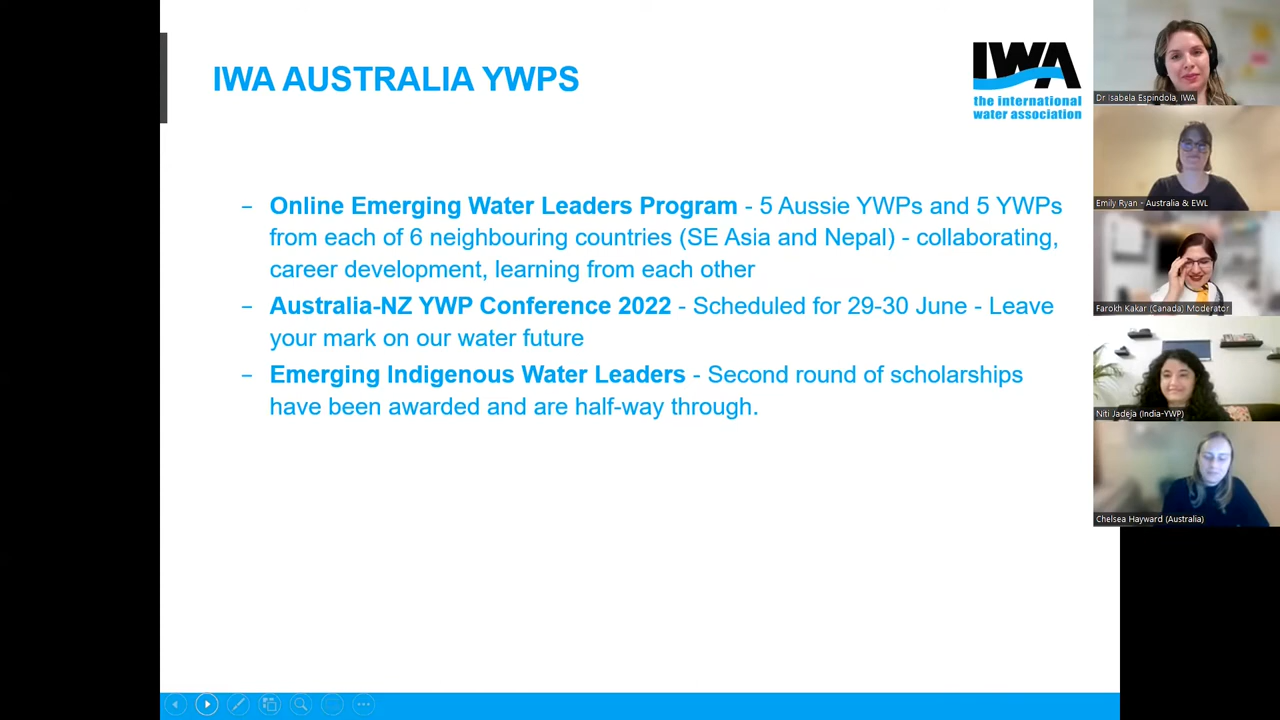 IWA AUSTRALIA YWPS
IWA
the international
water association
– Online Emerging Water Leaders Program - 5 Aussie YWPs and 5 YWPs
from each of 6 neighbouring countries (SE Asia and Nepal) - collaborating,
career development, learning from each other
– Australia-NZ YWP Conference 2022 - Scheduled for 29-30 June - Leave
your mark on our water future
– Emerging Indigenous Water Leaders - Second round of scholarships
have been awarded and are half-way through.
Dr Isabela Espindola, IWA
Emily Ryan - Australia & EWL
Farokh Kakar (Canada) Moderator
Niti Jadeja (India-YWP)
Chelsea Hayward (Australia)